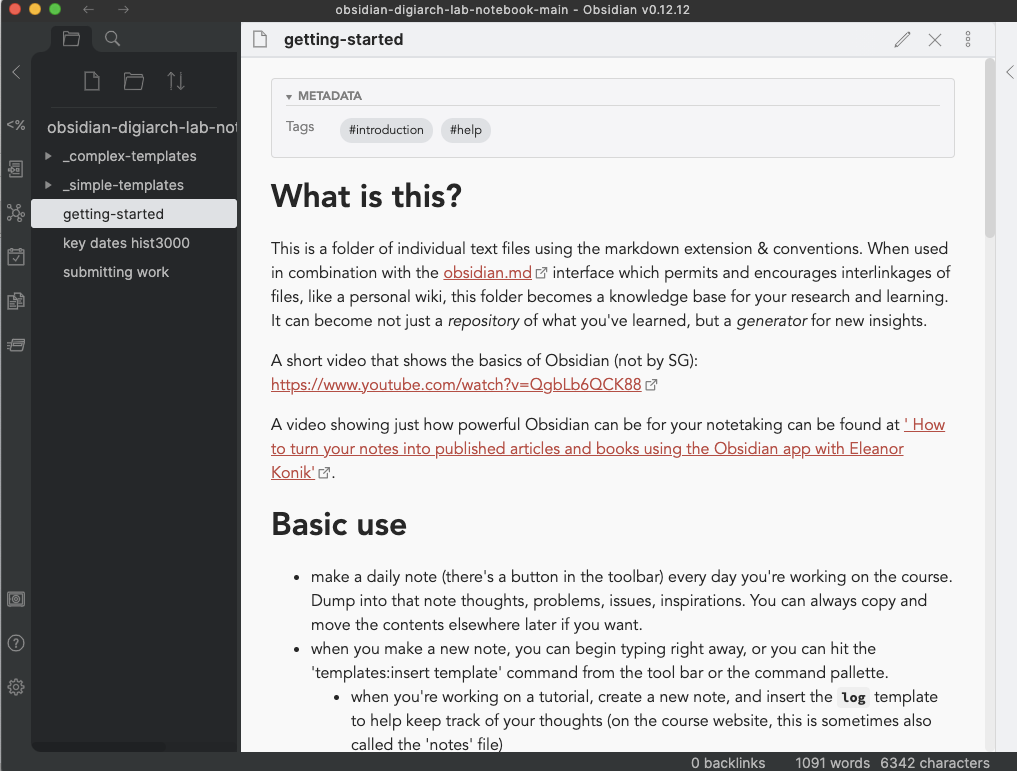 obsidian-digiarch-lab-notebook-main - Obsidian v0.12.12
getting-started
obsidian-digiarch-lab-not
_complex-templates
_simple-templates
getting-started
key dates hist3000
submitting work
<%
METADATA
Tags
#introduction
#help
What is this?
This is a folder of individual text files using the markdown extension & conventions. When used
in combination with the obsidian.md interface which permits and encourages interlinkages of
files, like a personal wiki, this folder becomes a knowledge base for your research and learning.
It can become not just a repository of what you've learned, but a generator for new insights.
A short video that shows the basics of Obsidian (not by SG):
https://www.youtube.com/watch?v=QgbLb6QCK88
A video showing just how powerful Obsidian can be for your notetaking can be found at ' How
to turn your notes into published articles and books using the Obsidian app with Eleanor
Konik'.
Basic use
• make a daily note (there's a button in the toolbar) every day you're working on the course.
Dump into that note thoughts, problems, issues, inspirations. You can always copy and
move the contents elsewhere later if you want.
• when you make a new note, you can begin typing right away, or you can hit the
'templates:insert template' command from the tool bar or the command pallette.
• when you're working on a tutorial, create a new note, and insert the log template
to help keep track of your thoughts (on the course website, this is sometimes also
called the 'notes' file)
0 backlinks 1091 words 6342 characters